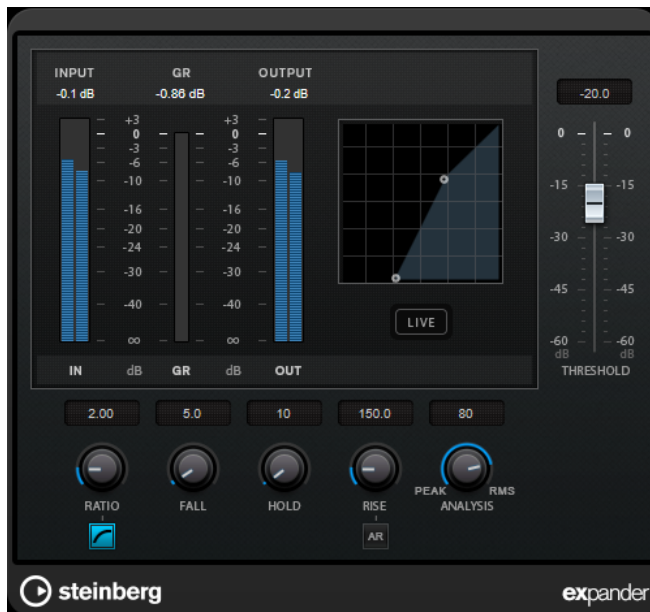 INPUT GR OUTPUT
-0.1 dB -0.86 dB -0.2 dB
-20.0
+3 +3
0 0
-3 -3
-6 -6
-10 -10
-16 -16
-20 -20
-24 -24
-30 -30
-40 -40
∞ ∞
0 0
-15 -15
-30 -30
-45 -45
-60 -60
dB dB
THRESHOLD
LIVE
IN dB GR dB OUT
2.00 5.0 10 150.0 80
PEAK RMS
RATIO FALL HOLD RISE ANALYSIS
AR
steinberg expander